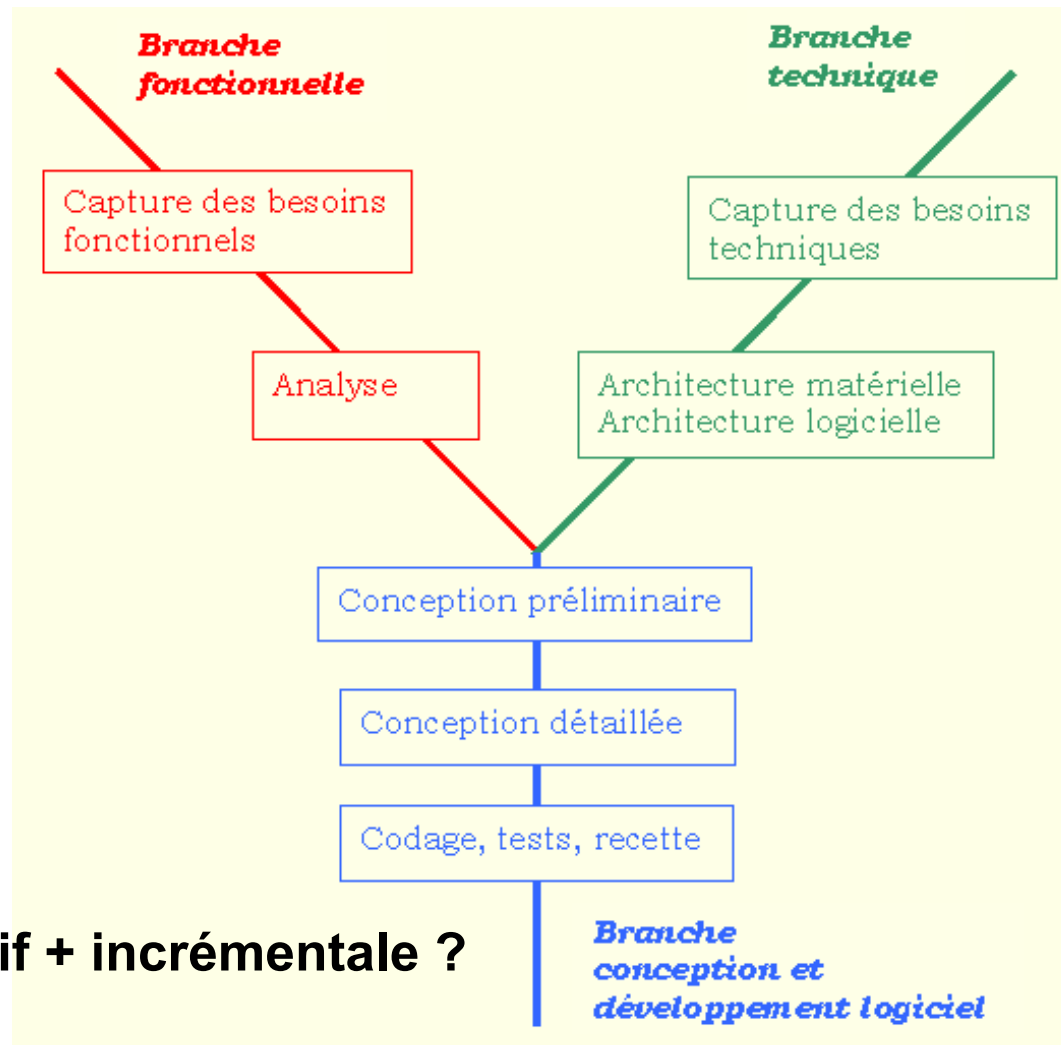 Branche
fonctionnelle
Branche
technique
Capture des besoins
fonctionnels
Capture des besoins
techniques
Analyse
Architecture matérielle
Architecture logicielle
Conception préliminaire
Conception détaillée
Codage, tests, recette
if + incrémentale ?
Branche
conception et
développement logiciel